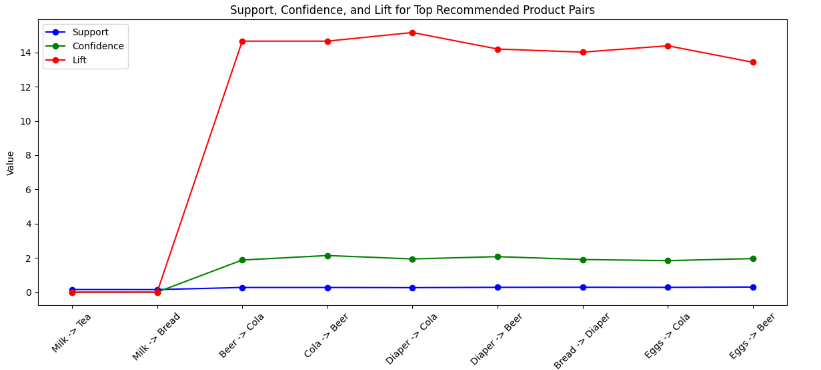 Support, Confidence, and Lift for Top Recommended Product Pairs
Support
Confidence
Lift
Value
14
12
10
8
6
4
2
0
Milk -> Tea
Milk -> Bread
Beer -> Cola
Cola -> Beer
Diaper -> Cola
Diaper -> Beer
Bread -> Diaper
Eggs -> Cola
Eggs -> Beer